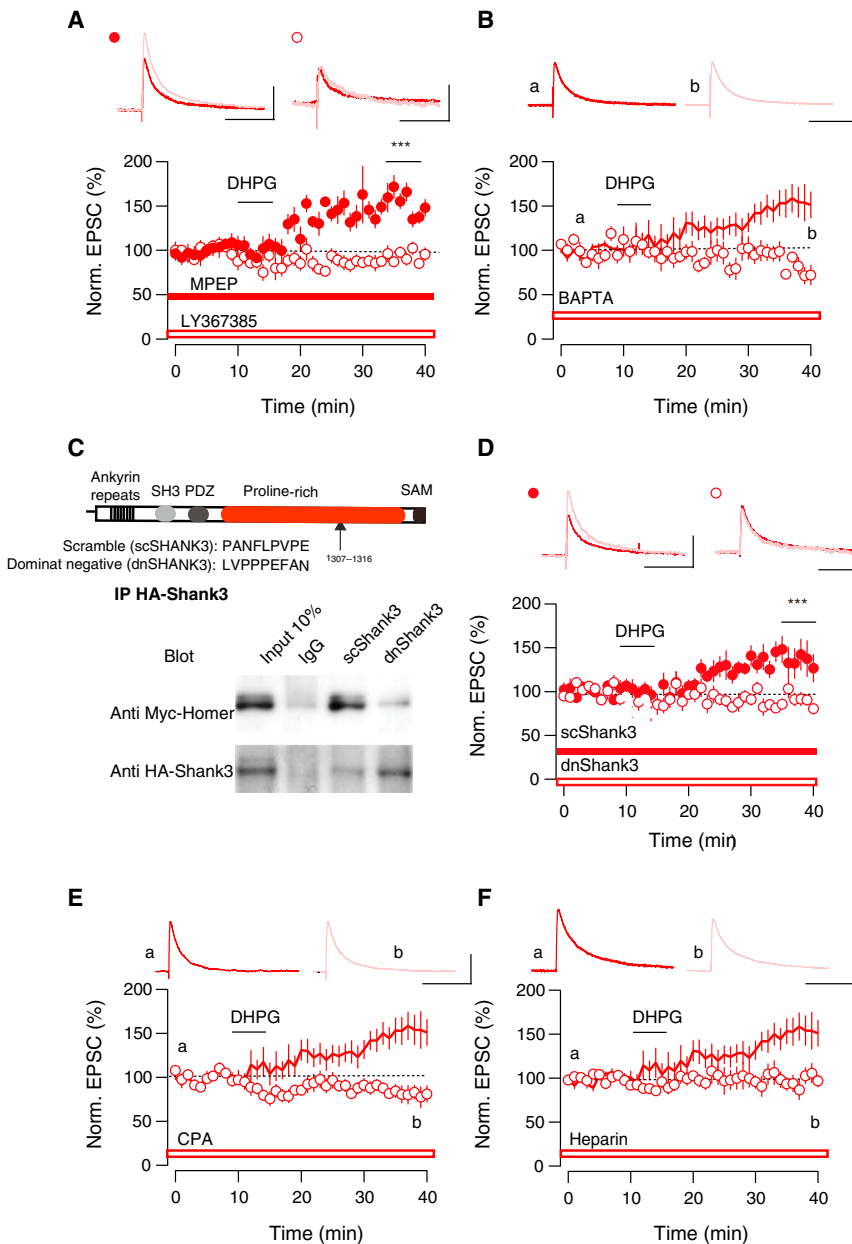 A
***
DHPG
200
150
100
50
0
Norm. EPSC (%)
MPEP
LY367385
0 10 20 30 40
Time (min)
B
a b
DHPG
200
150
100
50
0
Norm. EPSC (%)
a
b
BAPTA
0 10 20 30 40
Time (min)
C
Ankyrin
repeats
SH3 PDZ Proline-rich SAM
Scramble (scSHANK3): PANFLPVPE
Dominat negative (dnSHANK3): LVPPPEFAN
1307–1316
IP HA-Shank3
Blot
Input 10% IgG scShank3 dnShank3
Anti Myc-Homer
Anti HA-Shank3
D
***
DHPG
200
150
100
50
0
Nom. EPSC (%)
scShank3
dnShank3
0 10 20 30 40
Time (min)
E
a b
DHPG
200
150
100
50
0
Norm. EPSC (%)
a
b
CPA
0 10 20 30 40
Time (min)
F
a b
DHPG
200
150
100
50
0
Norm. EPSC (%)
a
b
Heparin
0 10 20 30 40
Time (min)